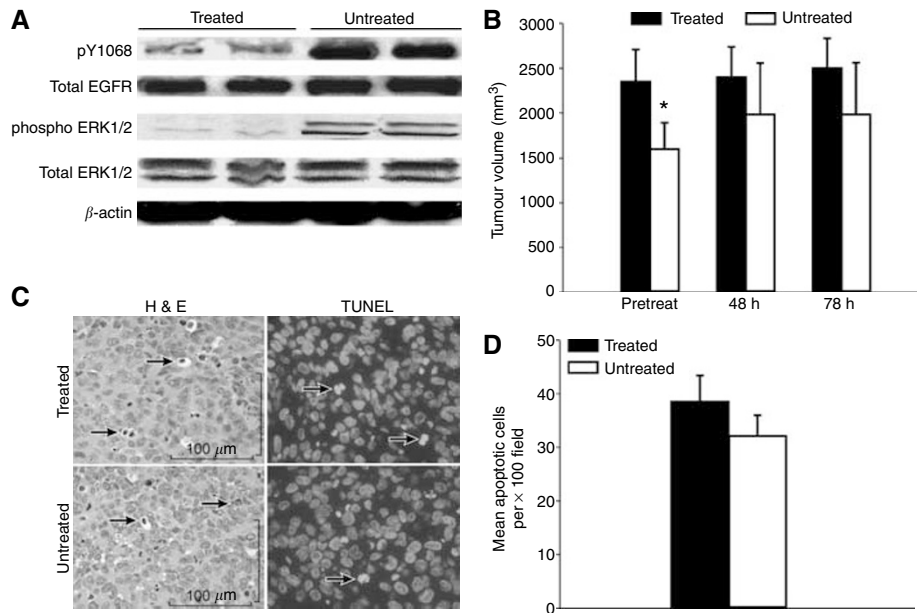 A
Treated Untreated
pY1068
Total EGFR
phospho ERK1/2
Total ERK1/2
β-actin
B
Treated Untreated
Tumour volume (mm³)
3000
2500
2000
1500
1000
500
0
*
Pretreat 48 h 78 h
C
H & E TUNEL
Treated
100 μm
Untreated
100 μm
D
Treated
Untreated
Mean apoptotic cells
per × 100 field
50
40
30
20
10
0